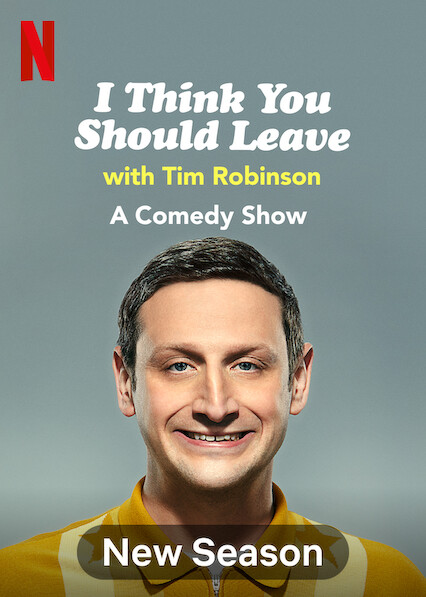 N
I Think You
Should Leave
with Tim Robinson
A Comedy Show
New Season